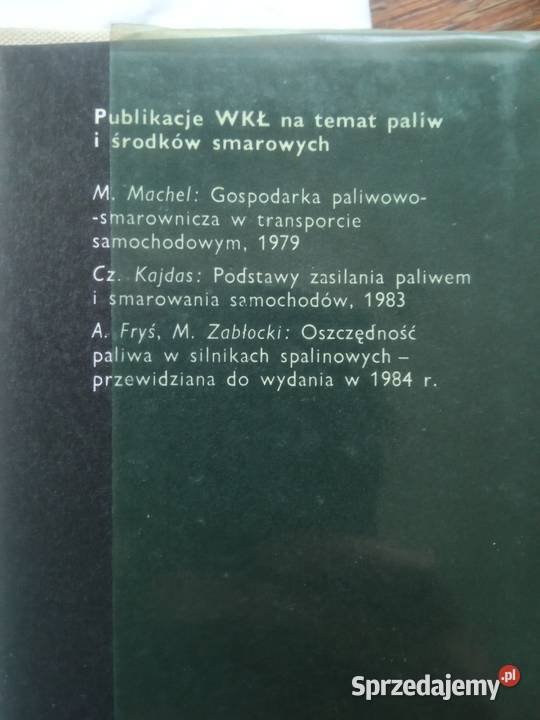 Publikacje WKŁ na temat paliw
i środków smarowych
M. Machel: Gospodarka paliwowo-
-smarownicza w transporcie
samochodowym, 1979
Cz. Kajdas: Podstawy zasilania paliwem
i smarowania samochodów, 1983
A. Fryś, M. Zabłocki: Oszczędność
paliwa w silnikach spalinowych –
przewidziana do wydania w 1984 r.
Sprzedajemy.pl